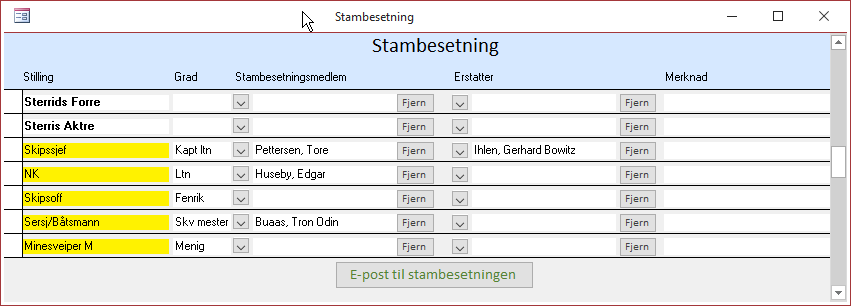 Stambesetning
Stambesetning
Stilling Grad Stambesetningsmedlem Erstatter Merknad
Sterrids Forre Fjern Fjern
Sterris Aktre Fjern Fjern
Skipssjef Kapt ltn Fjern Pettersen, Tore Fjern Ihlen, Gerhard Bowitz Fjern
NK Ltn Huseby, Edgar Fjern Fjern
Skipsoff Fenrik Fjern Fjern
Sersj/Båtsmann Skv mester Buaas, Tron Odin Fjern Fjern
Minesveiper M Menig Fjern Fjern
E-post til stambesetningen